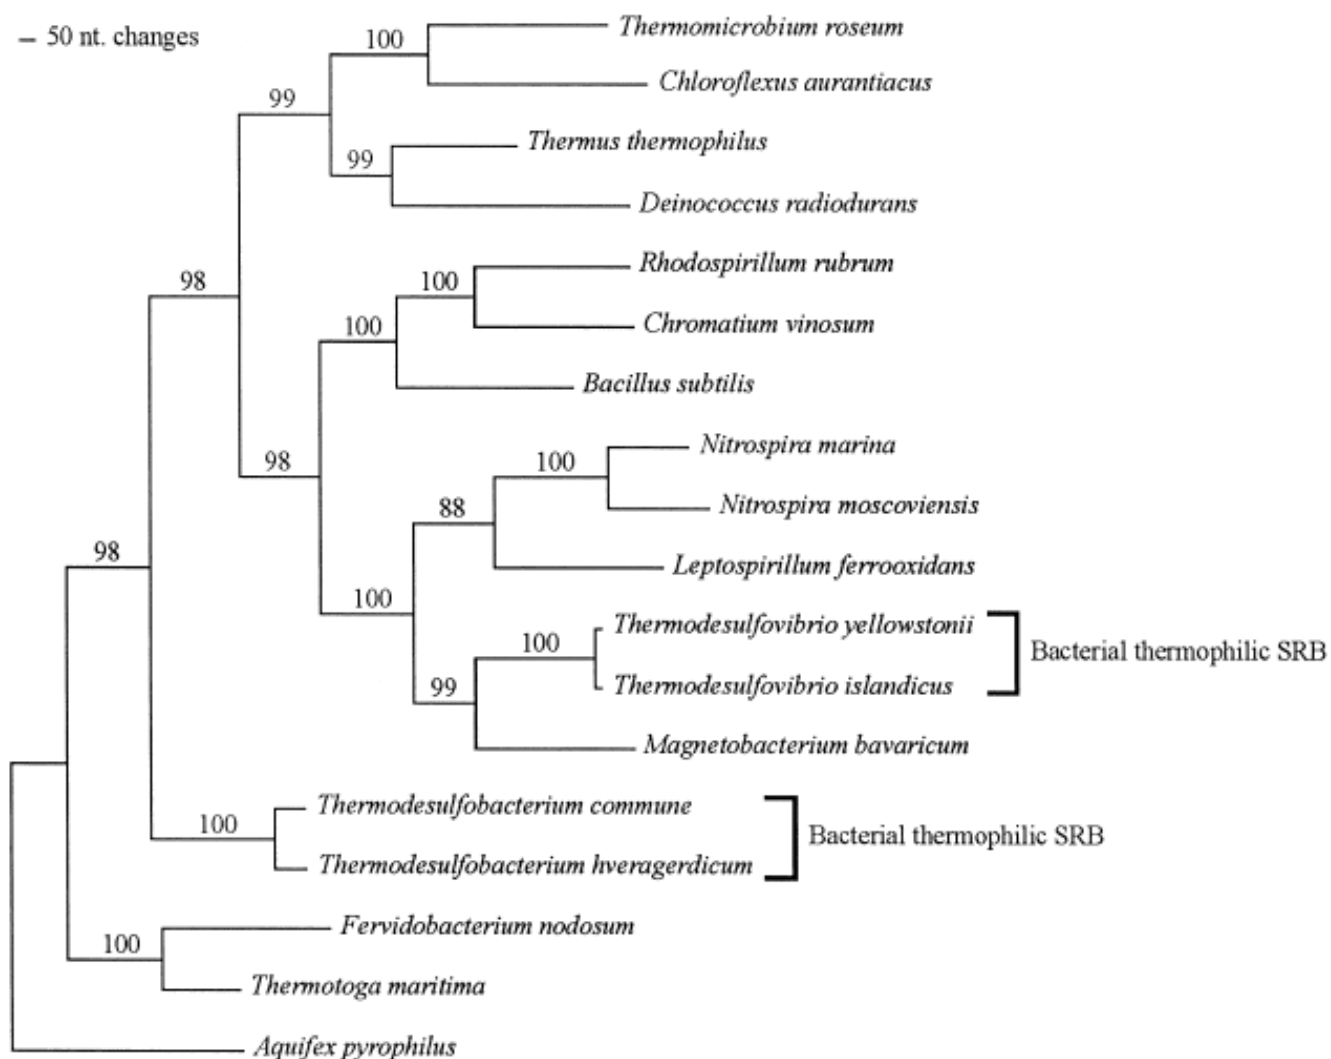 50 nt. changes
Thermomicrobium roseum
100
Chloroflexus aurantiacus
99
Thermus thermophilus
99
Deinococcus radiodurans
Rhodospirillum rubrum
98
100
Chromatium vinosum
100
Bacillus subtilis
Nitrospira marina
98
100
Nitrospira moscoviensis
88
Leptospirillum ferrooxidans
98
100
Thermodesulfovibrio yellowstonii
100
Bacterial thermophilic SRB
Thermodesulfovibrio islandicus
99
Magnetobacterium bavaricum
Thermodesulfobacterium commune
100
Bacterial thermophilic SRB
Thermodesulfobacterium hveragerdicum
Fervidobacterium nodosum
100
Thermotoga maritima
Aquifex pyrophilus